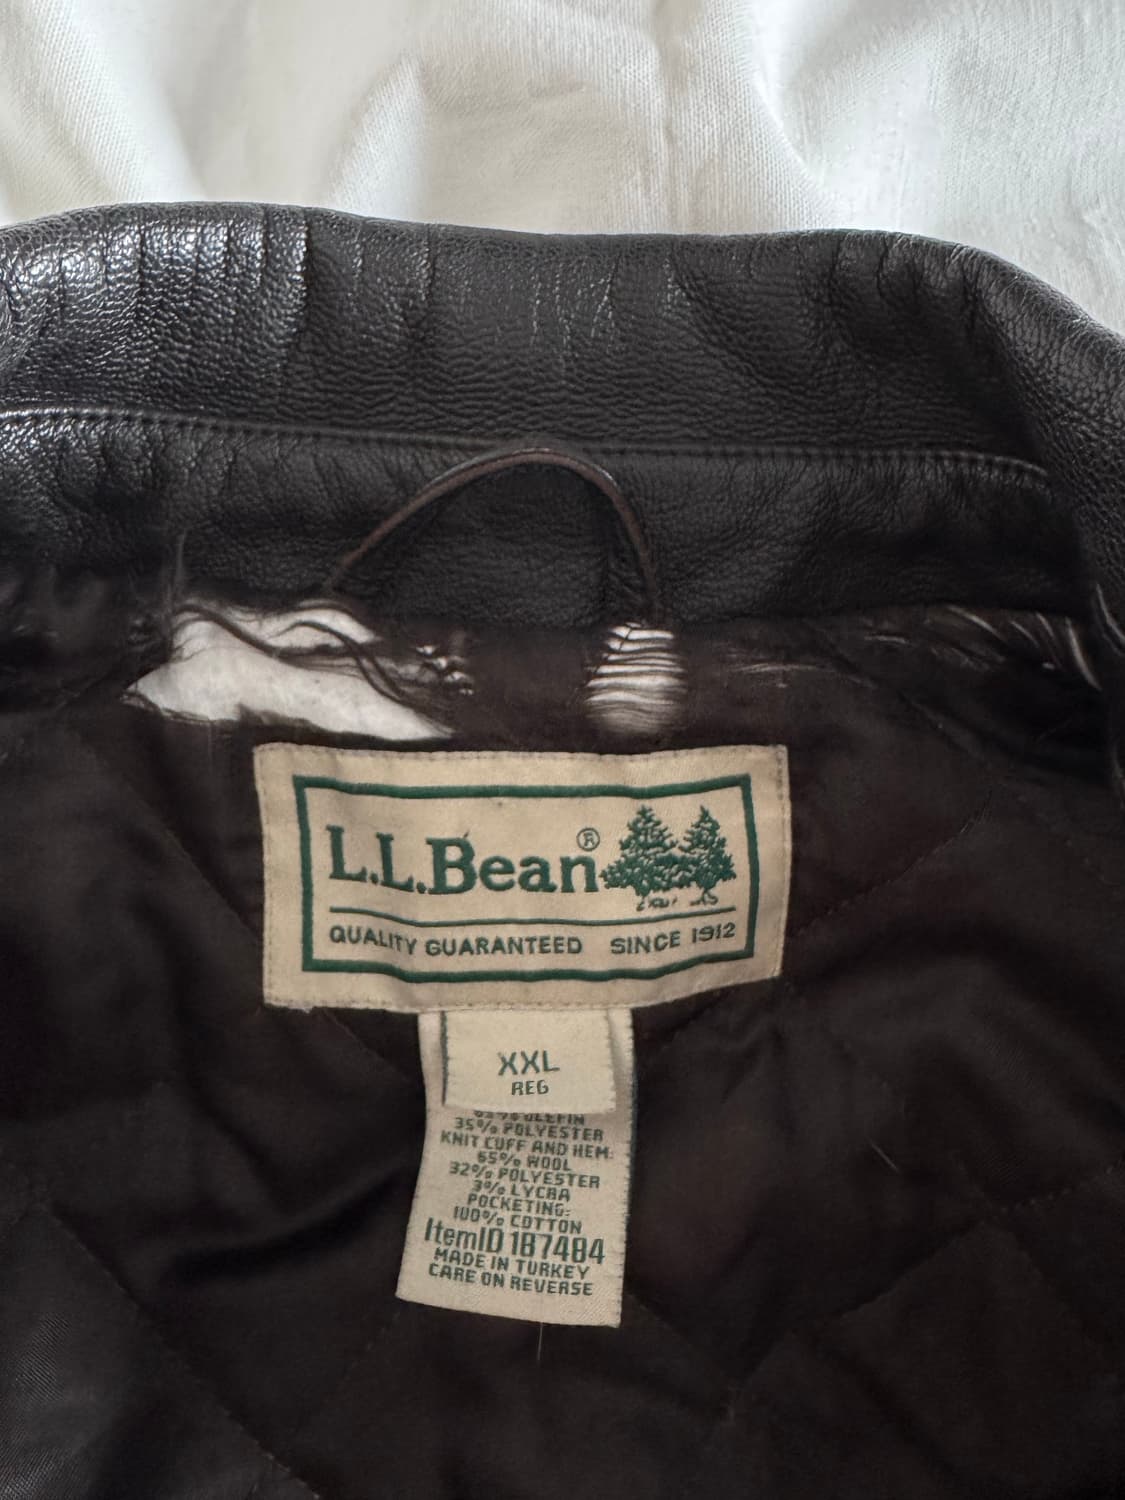 L.L.Bean®
QUALITY GUARANTEED SINCE 1912
XXL
REG
OLEFIN
35% POLYESTER
KNIT CUFF AND HEM:
65% WOOL
32% POLYESTER
3% LYCRA
POCKETING:
100% COTTON
ItemID 187484
MADE IN TURKEY
CARE ON REVERSE